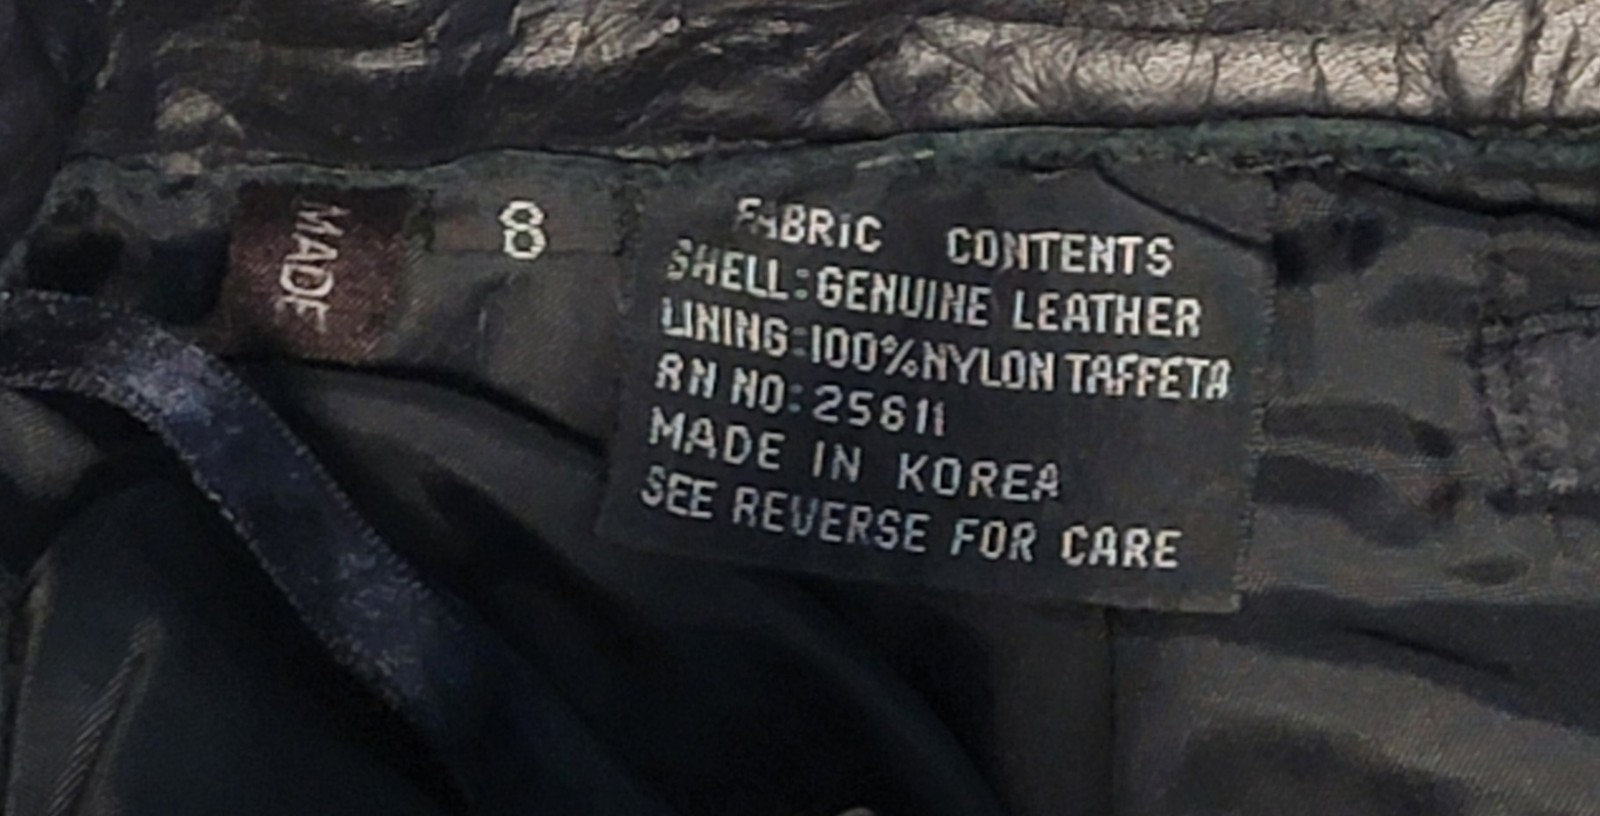 MADE
8
FABRIC CONTENTS
SHELL:GENUINE LEATHER
LINING:100%NYLON TAFFETA
RN NO:25611
MADE IN KOREA
SEE REVERSE FOR CARE